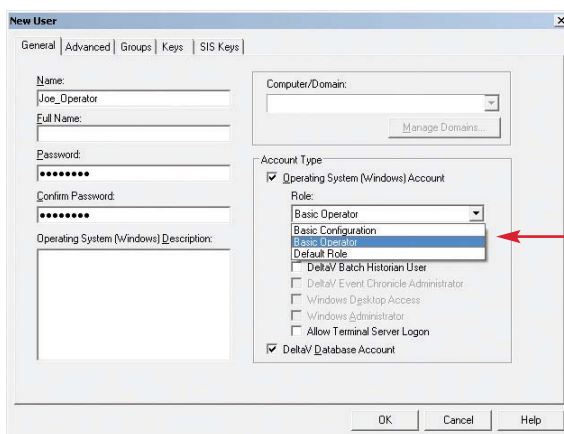 New User
General Advanced Groups Keys SIS Keys
Name:
Joe_Operator
Full Name:
Password:
●●●●●●●●
Confirm Password:
●●●●●●●●
Operating System (Windows) Description:
Computer/Domain:
Manage Domains...
Account Type
Operating System (Windows) Account
Role:
Basic Operator
Basic Configuration
Basic Operator
Default Role
DeltaV Batch Historian User
DeltaV Event Chronicle Administrator
Windows Desktop Access
Windows Administrator
Allow Terminal Server Logon
DeltaV Database Account
OK Cancel Help